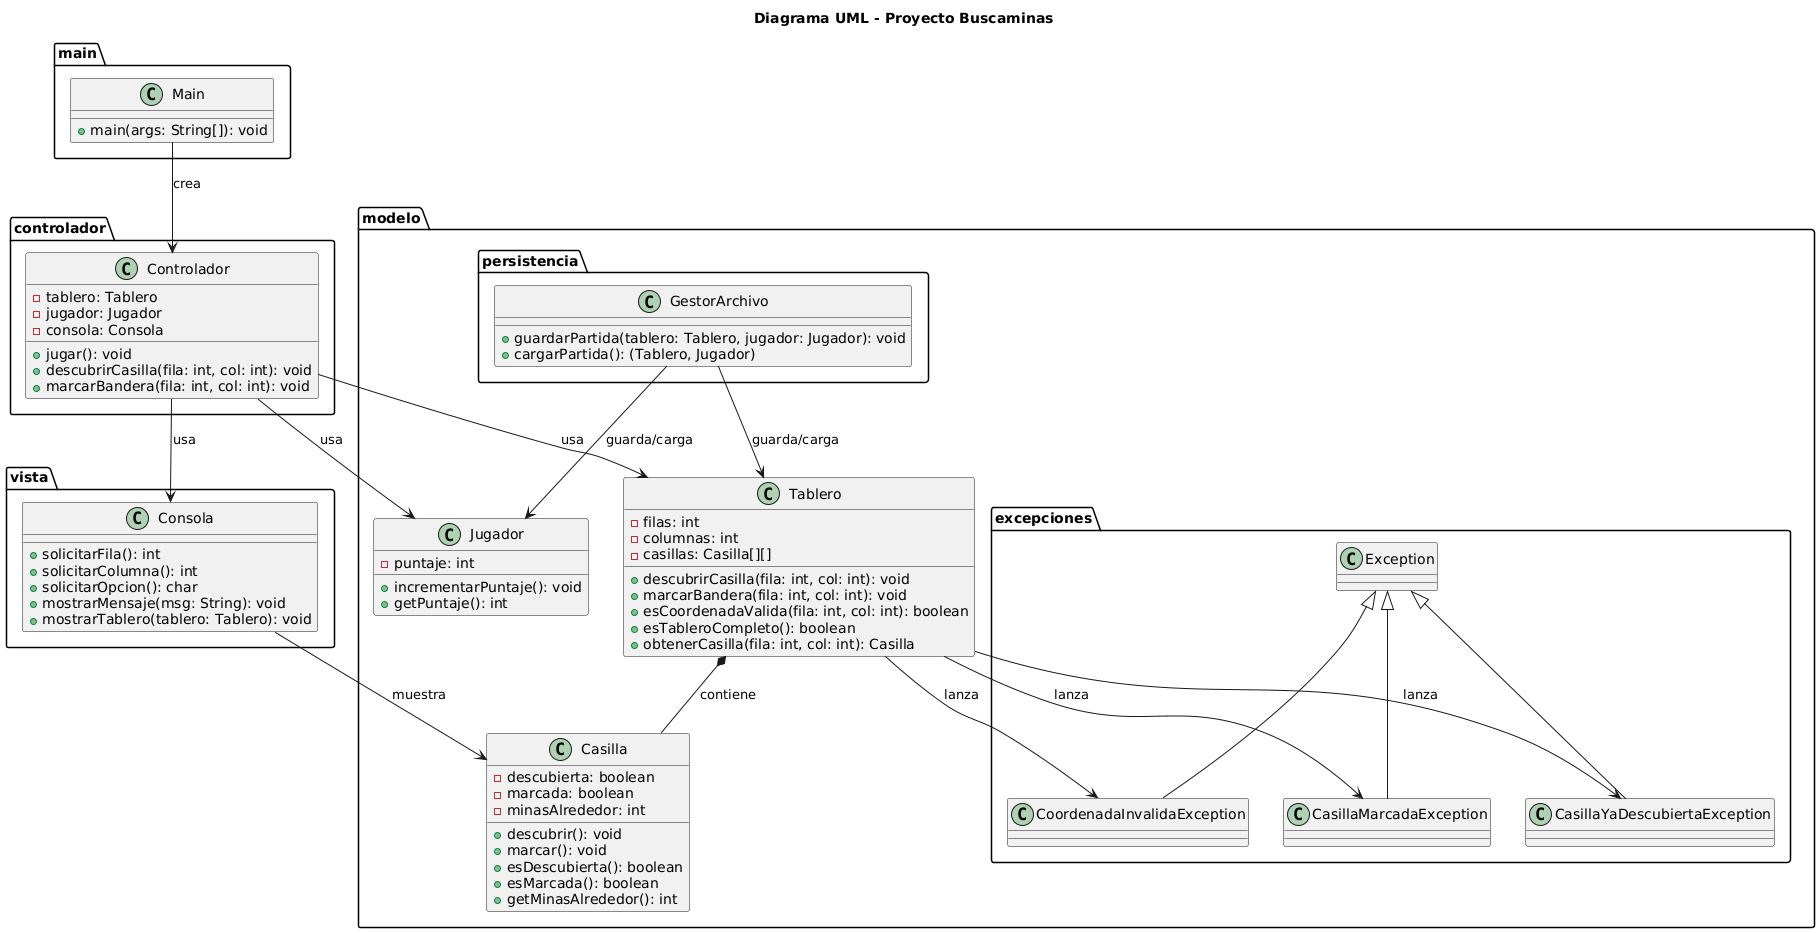 Diagrama UML - Proyecto Buscaminas
main
C Main
main(args: String[]): void
crea
controlador
C Controlador
tablero: Tablero
jugador: Jugador
consola: Consola
jugar(): void
descubrirCasilla(fila: int, col: int): void
marcarBandera(fila: int, col: int): void
modelo
persistencia
C GestorArchivo
guardarPartida(tablero: Tablero, jugador: Jugador): void
cargarPartida(): (Tablero, Jugador)
usa
usa
usa
guarda/carga
guarda/carga
vista
C Consola
solicitarFila(): int
solicitarColumna(): int
solicitarOpcion(): char
mostrarMensaje(msg: String): void
mostrarTablero(tablero: Tablero): void
C Jugador
puntaje: int
incrementarPuntaje(): void
getPuntaje(): int
C Tablero
filas: int
columnas: int
casillas: Casilla[][]
descubrirCasilla(fila: int, col: int): void
marcarBandera(fila: int, col: int): void
esCoordenadaValida(fila: int, col: int): boolean
esTableroCompleto(): boolean
obtenerCasilla(fila: int, col: int): Casilla
excepciones
C Exception
muestra
contiene
lanza
lanza
lanza
C Casilla
descubierta: boolean
marcada: boolean
minasAlrededor: int
descubrir(): void
marcar(): void
esDescubierta(): boolean
esMarcada(): boolean
getMinasAlrededor(): int
C CoordenadaInvalidaException
C CasillaMarcadaException
C CasillaYaDescubiertaException